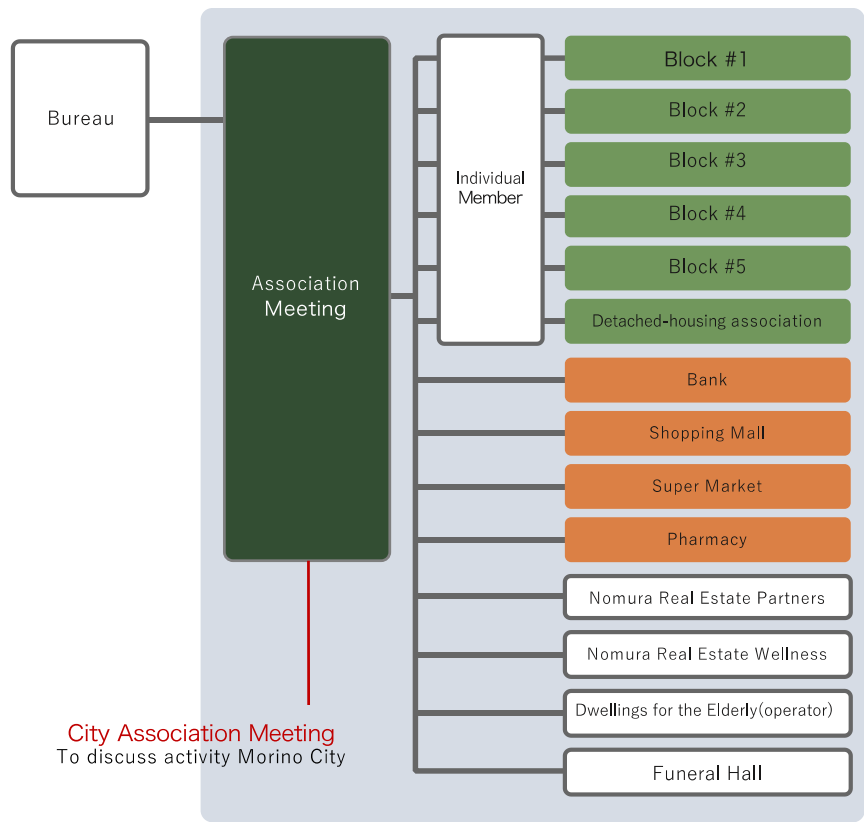 Bureau
Association
Meeting
Individual
Member
Block #1
Block #2
Block #3
Block #4
Block #5
Detached-housing association
Bank
Shopping Mall
Super Market
Pharmacy
Nomura Real Estate Partners
Nomura Real Estate Wellness
Dwellings for the Elderly(operator)
Funeral Hall
City Association Meeting
To discuss activity Morino City